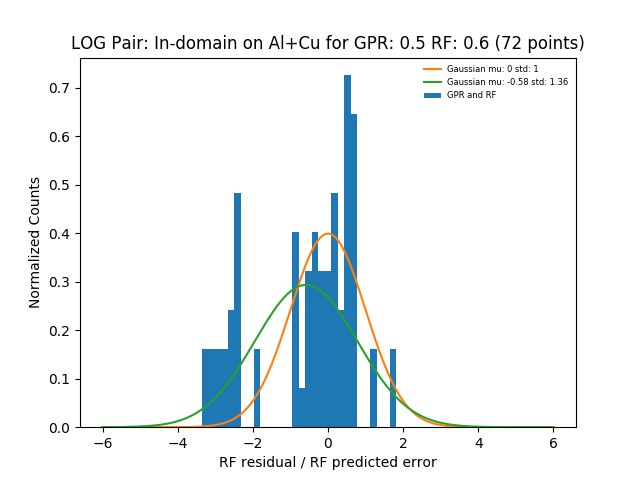 LOG Pair: In-domain on Al+Cu for GPR: 0.5 RF: 0.6 (72 points)
Gaussian mu: 0 std: 1
Gaussian mu: -0.58 std: 1.36
GPR and RF
Normalized Counts
0.7
0.6
0.5
0.4
0.3
0.2
0.1
0.0
−6 −4 −2 0 2 4 6
RF residual / RF predicted error